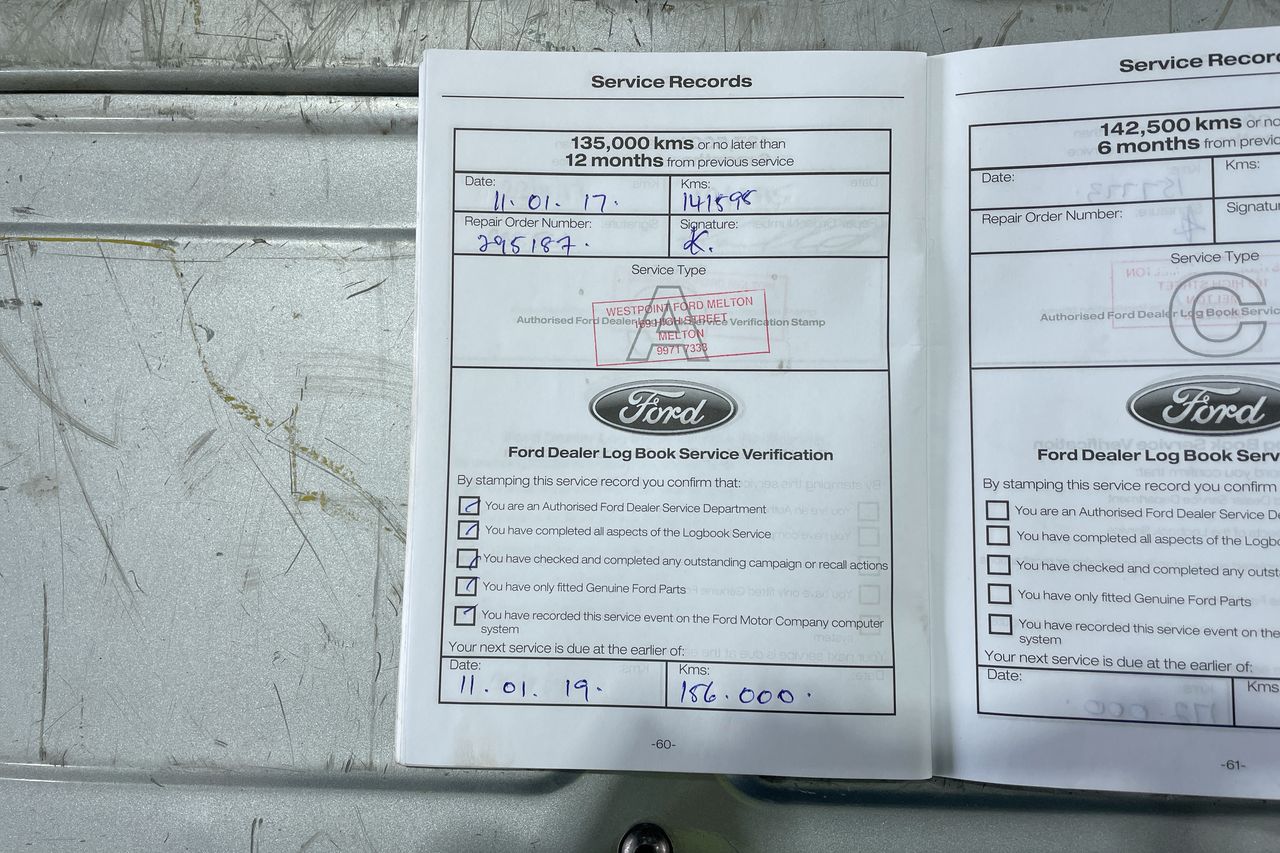 Service Records
135,000 kms or no later than
12 months from previous service
Date:
11.01.17.
Kms:
141595
Repair Order Number:
295187.
Signature:
Service Type
A
Authorised Ford Dealer Log Book Service Verification Stamp
WESTPOINT FORD MELTON
HIGH STREET
MELTON
9971 7333
Ford
Ford Dealer Log Book Service Verification
By stamping this service record you confirm that:
You are an Authorised Ford Dealer Service Department
You have completed all aspects of the Logbook Service
You have checked and completed any outstanding campaign or recall actions
You have only fitted Genuine Ford Parts
You have recorded this service event on the Ford Motor Company computer
system
Your next service is due at the earlier of:
Date:
11.01.19.
Kms:
156.000.
-60-
Service Recor
142,500 kms or no
6 months from previo
Date:
Kms:
Repair Order Number:
Signatur
Service Type
C
Authorised Ford Dealer Log Book Servic
Ford
Ford Dealer Log Book Serv
By stamping this service record you confirm
You are an Authorised Ford Dealer Service De
You have completed all aspects of the Logbo
You have checked and completed any outst
You have only fitted Genuine Ford Parts
You have recorded this service event on the
system
Your next service is due at the earlier of:
Date:
Kms
-61-